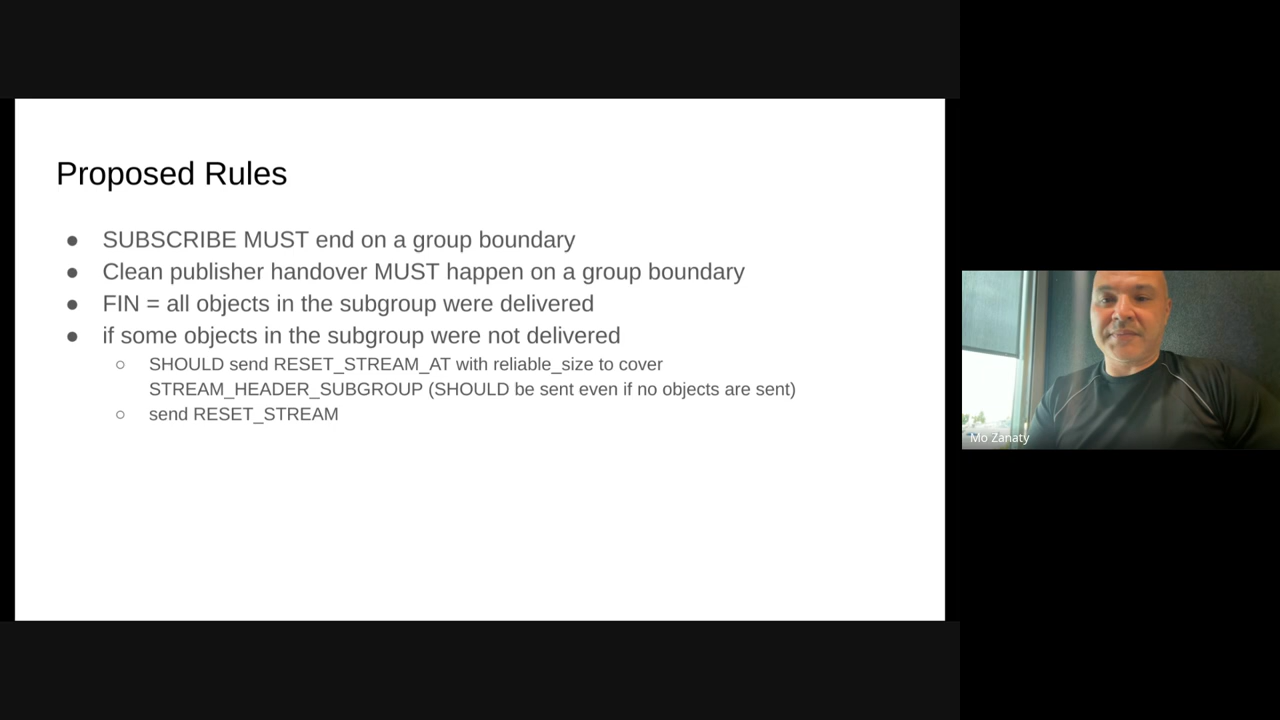 Proposed Rules
● SUBSCRIBE MUST end on a group boundary
● Clean publisher handover MUST happen on a group boundary
● FIN = all objects in the subgroup were delivered
● if some objects in the subgroup were not delivered
○ SHOULD send RESET_STREAM_AT with reliable_size to cover
STREAM_HEADER_SUBGROUP (SHOULD be sent even if no objects are sent)
○ send RESET_STREAM
Mo Zanaty